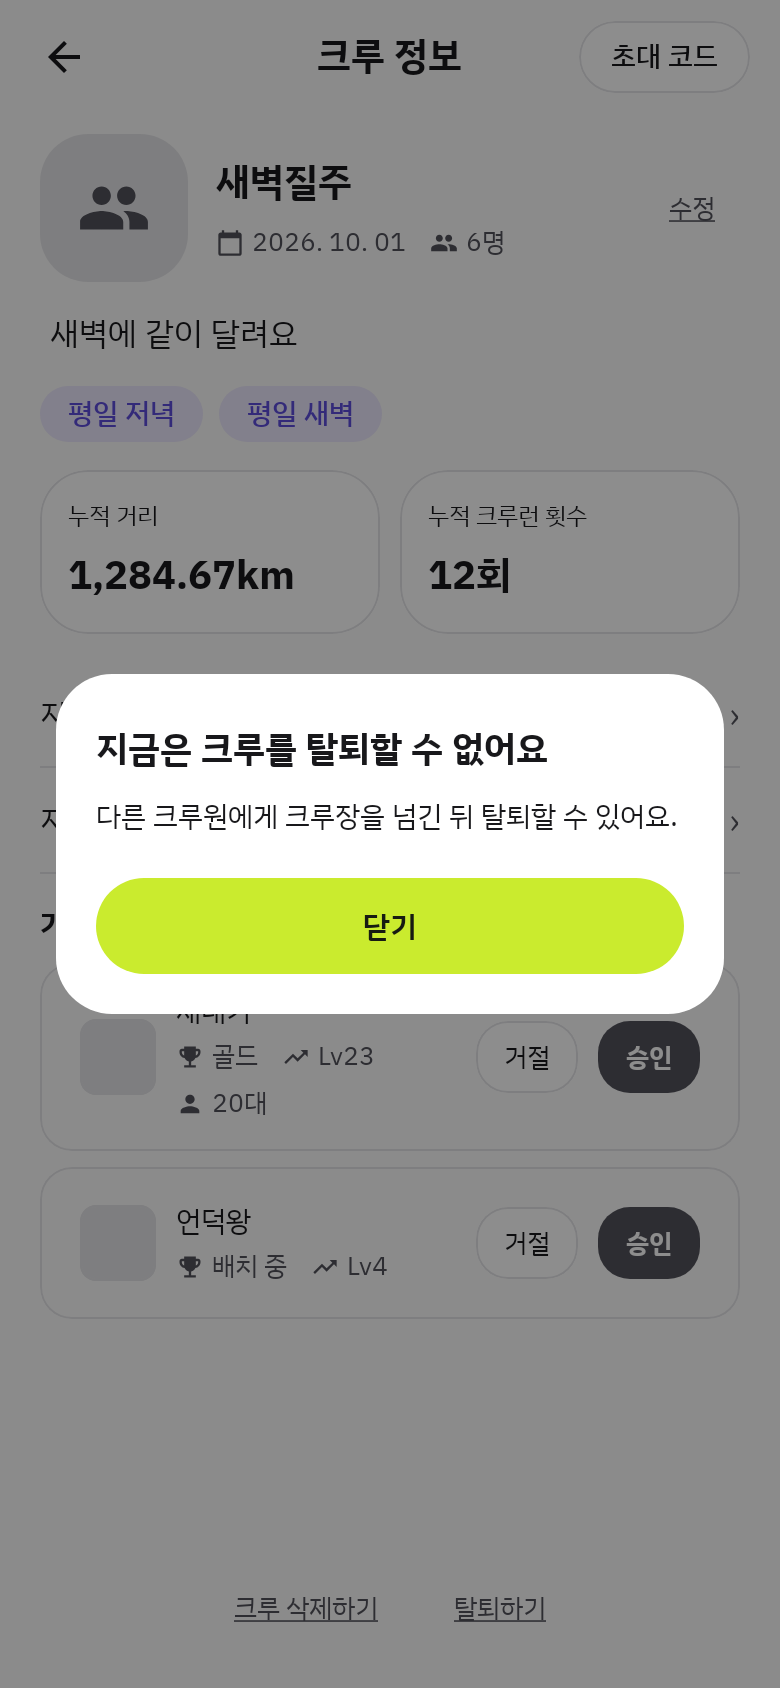 크루 정보
초대 코드
새벽질주
수정
2026. 10. 01 6명
새벽에 같이 달려요
평일 저녁 평일 새벽
누적 거리
1,284.67km
누적 크루런 횟수
12회
지금은 크루를 탈퇴할 수 없어요
다른 크루원에게 크루장을 넘긴 뒤 탈퇴할 수 있어요.
닫기
골드 Lv23
20대
거절 승인
언덕왕
배치 중 Lv4
거절 승인
크루 삭제하기 탈퇴하기